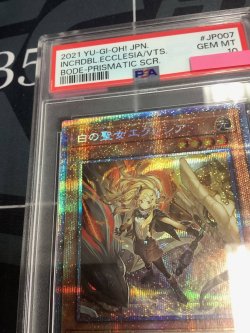 35
2021 YU-GI-OH! JPN. #JP007
INCRDBL.ECCLESIA/VTS. GEM MT
BODE-PRISMATIC SCR. 10
PSA
白の聖女エクレシア